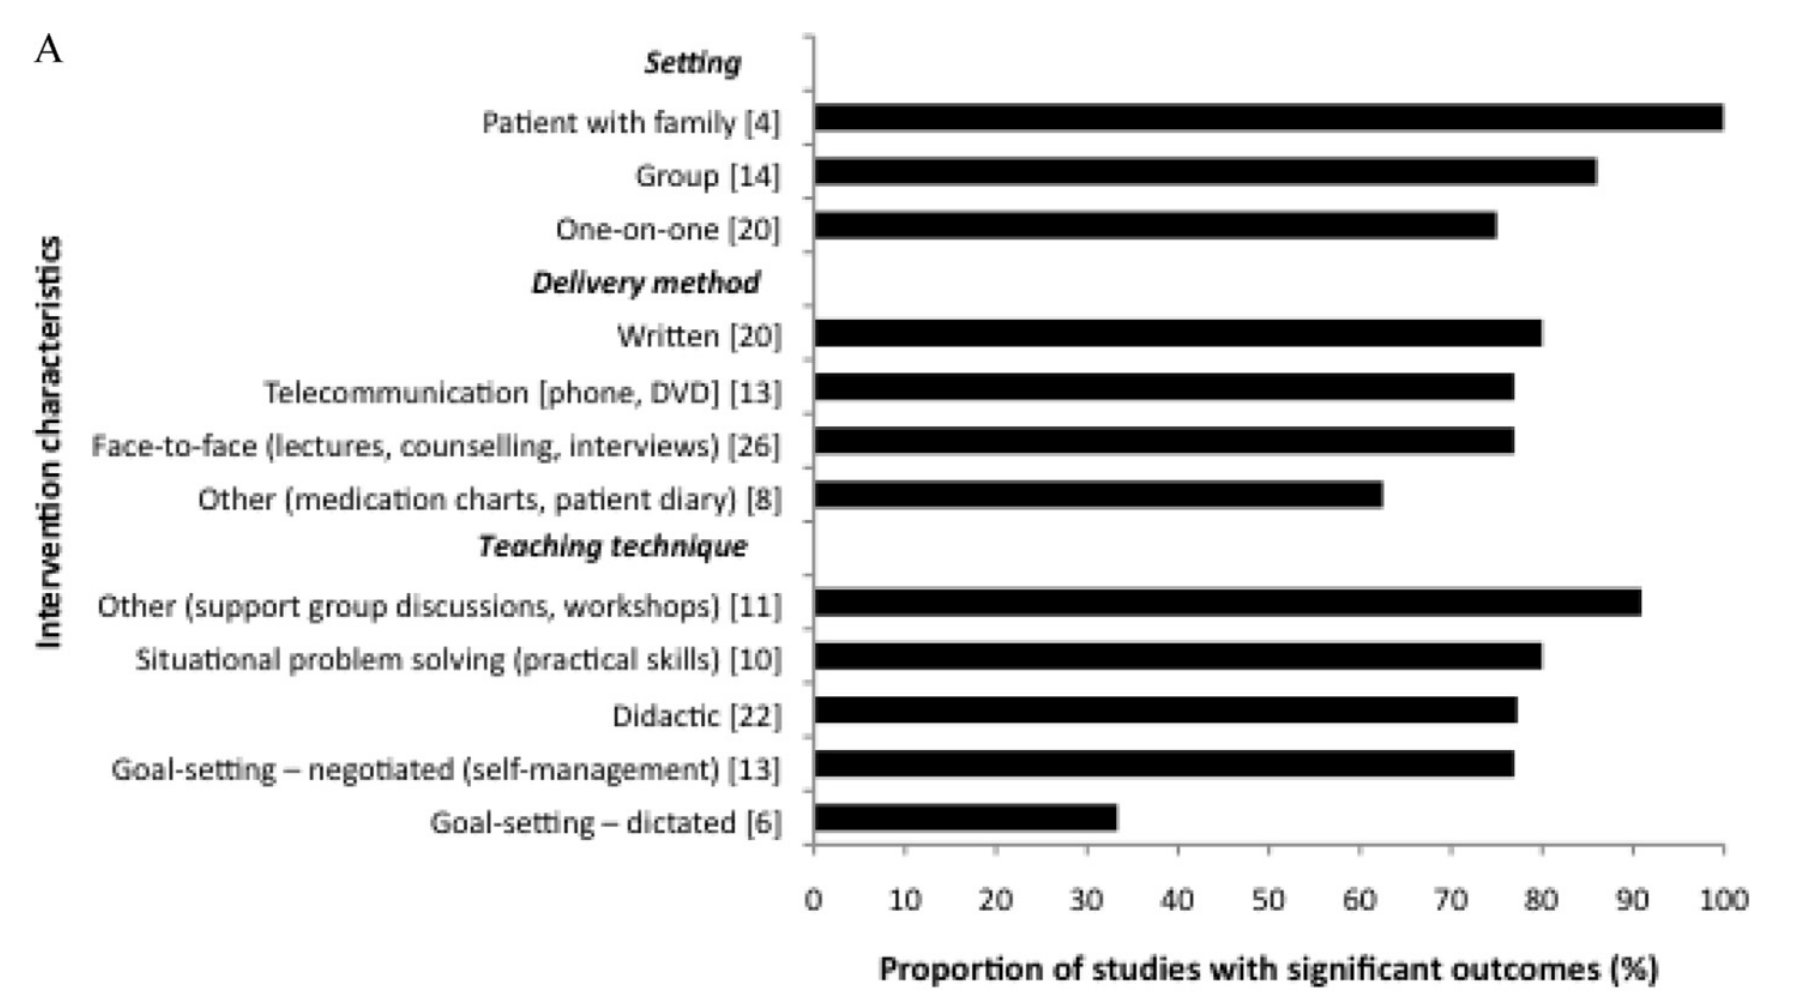 A
Setting
Patient with family [4]
Group [14]
One-on-one [20]
Delivery method
Written [20]
Telecommunication [phone, DVD] [13]
Face-to-face (lectures, counselling, interviews) [26]
Other (medication charts, patient diary) [8]
Teaching technique
Other (support group discussions, workshops) [11]
Situational problem solving (practical skills) [10]
Didactic [22]
Goal-setting – negotiated (self-management) [13]
Goal-setting – dictated [6]
Intervention characteristics
0 10 20 30 40 50 60 70 80 90 100
Proportion of studies with significant outcomes (%)